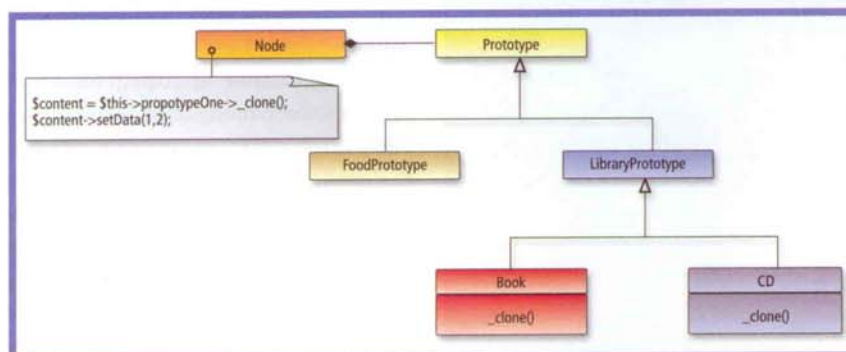 Node
Prototype
$content = $this->propotypeOne->_clone();
$content->setData(1,2);
FoodPrototype
LibraryPrototype
Book
CD
_clone()
_clone()